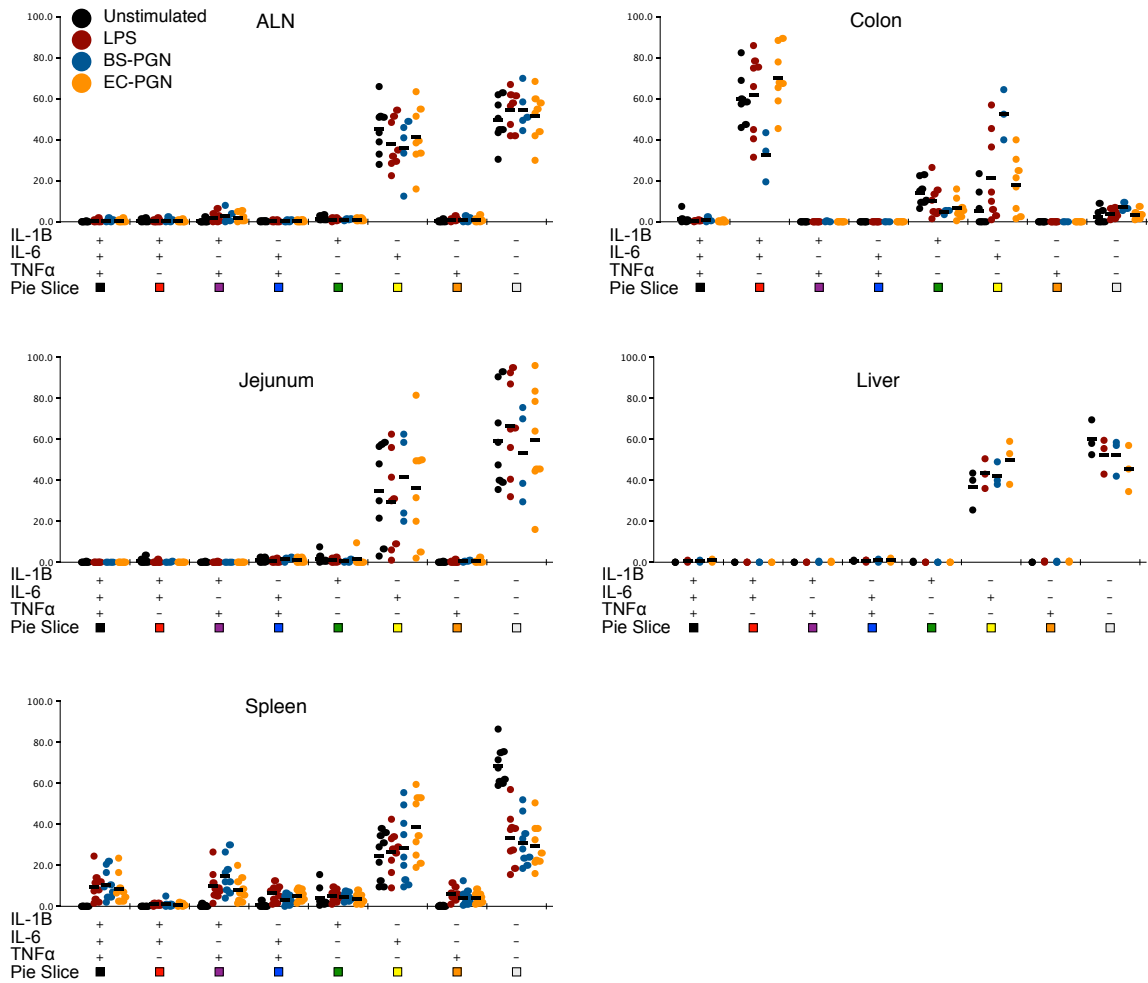 ALN
Unstimulated
LPS
BS-PGN
EC-PGN
100.0
80.0
60.0
40.0
20.0
0.0
IL-1B + + + – + – – –
IL-6 + + – + – + – –
TNFα + – + + – – + –
Pie Slice
Colon
100.0
80.0
60.0
40.0
20.0
0.0
IL-1B + + + – + – – –
IL-6 + + – + – + – –
TNFα + – + + – – + –
Pie Slice
Jejunum
100.0
80.0
60.0
40.0
20.0
0.0
IL-1B + + + – + – – –
IL-6 + + – + – + – –
TNFα + – + + – – + –
Pie Slice
Liver
100.0
80.0
60.0
40.0
20.0
0.0
IL-1B + + + – + – – –
IL-6 + + – + – + – –
TNFα + – + + – – + –
Pie Slice
Spleen
100.0
80.0
60.0
40.0
20.0
0.0
IL-1B + + + – + – – –
IL-6 + + – + – + – –
TNFα + – + + – – + –
Pie Slice